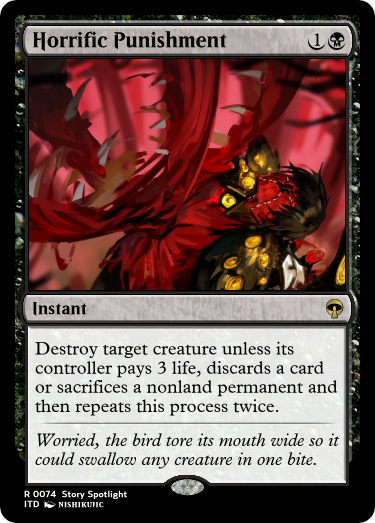 Horrific Punishment 1
Instant
Destroy target creature unless its
controller pays 3 life, discards a card
or sacrifices a nonland permanent and
then repeats this process twice.
Worried, the bird tore its mouth wide so it
could swallow any creature in one bite.
R 0074 Story Spotlight
ITD NISHIKUJIC